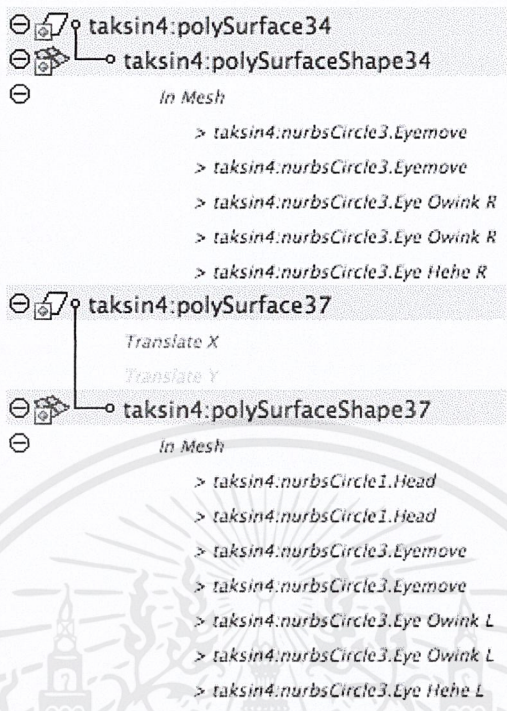 taksin4:polySurface34
taksin4:polySurfaceShape34
In Mesh
> taksin4:nurbsCircle3.Eyemove
> taksin4:nurbsCircle3.Eyemove
> taksin4:nurbsCircle3.Eye Owink R
> taksin4:nurbsCircle3.Eye Owink R
> taksin4:nurbsCircle3.Eye Hehe R
taksin4:polySurface37
Translate X
Translate Y
taksin4:polySurfaceShape37
In Mesh
> taksin4:nurbsCircle1.Head
> taksin4:nurbsCircle1.Head
> taksin4:nurbsCircle3.Eyemove
> taksin4:nurbsCircle3.Eyemove
> taksin4:nurbsCircle3.Eye Owink L
> taksin4:nurbsCircle3.Eye Owink L
> taksin4:nurbsCircle3.Eye Hehe L